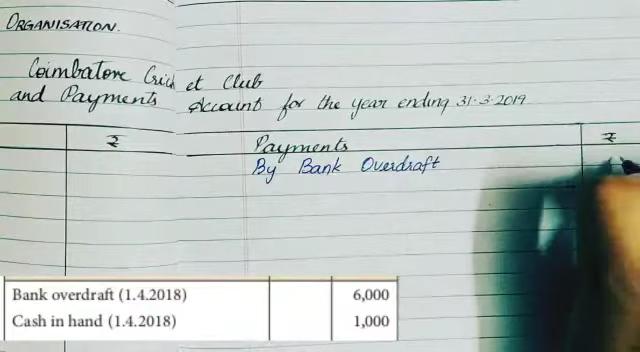 ORGANISATION.
Coimbatore Crick et Club
and Payments Account for the year ending 31.3.2019
₹ Payments ₹
By Bank Overdraft
Bank overdraft (1.4.2018) 6,000
Cash in hand (1.4.2018) 1,000